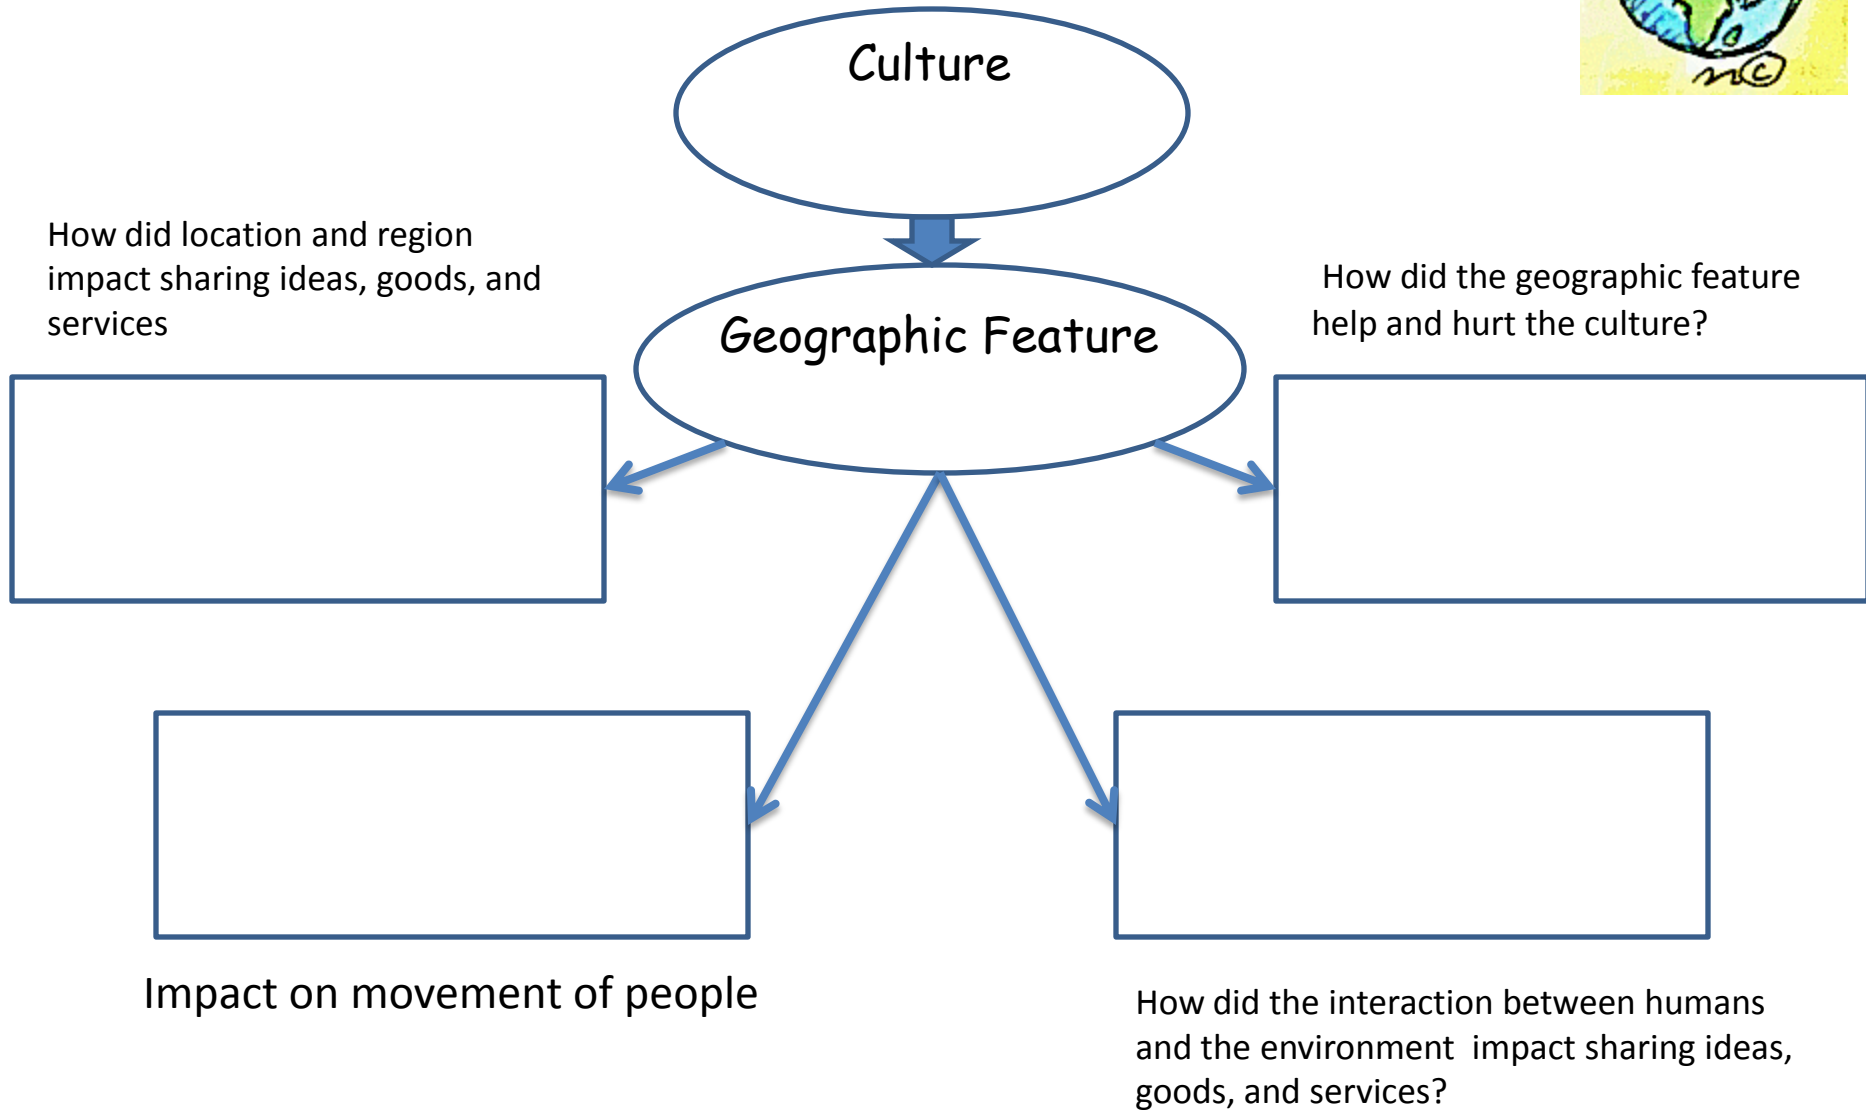 Culture
How did location and region
impact sharing ideas, goods, and
services
How did the geographic feature
help and hurt the culture?
Geographic Feature
Impact on movement of people
How did the interaction between humans
and the environment  impact sharing ideas,
goods, and services?